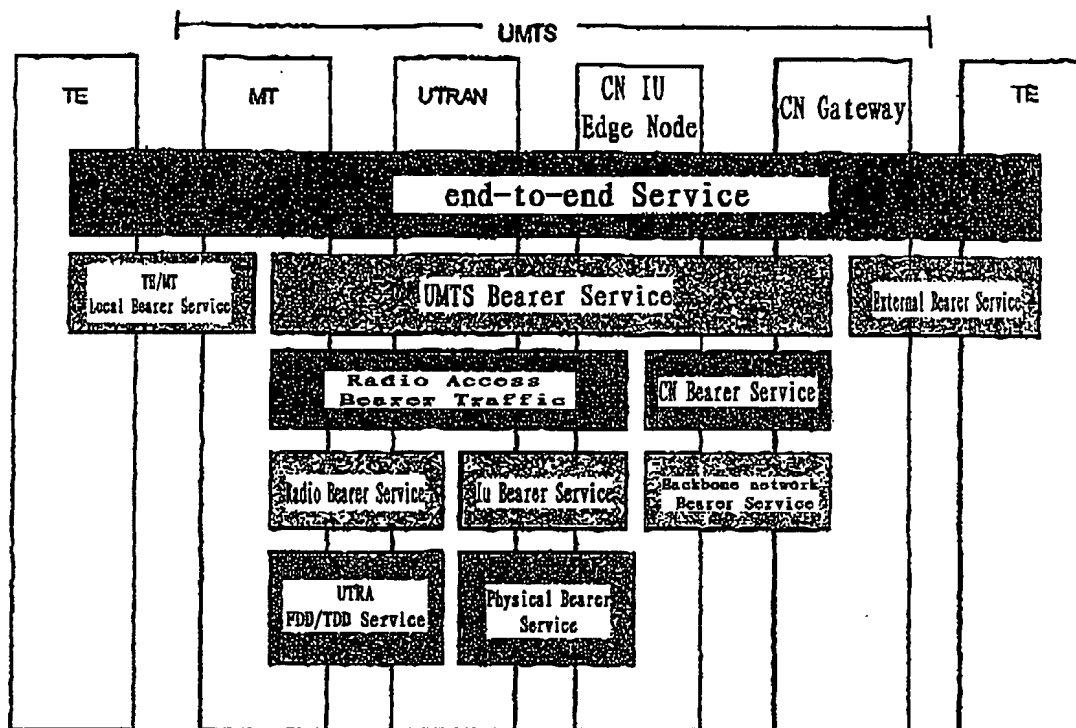 UMTS
TE
MT
UTRAN
CN IU
Edge Node
CN Gateway
TE
end-to-end Service
TE/MT
Local Bearer Service
UMTS Bearer Service
External Bearer Service
Radio Access
Bearer Traffic
CN Bearer Service
Radio Bearer Service
Iu Bearer Service
Backbone network
Bearer Service
UTRA
FDD/TDD Service
Physical Bearer
Service